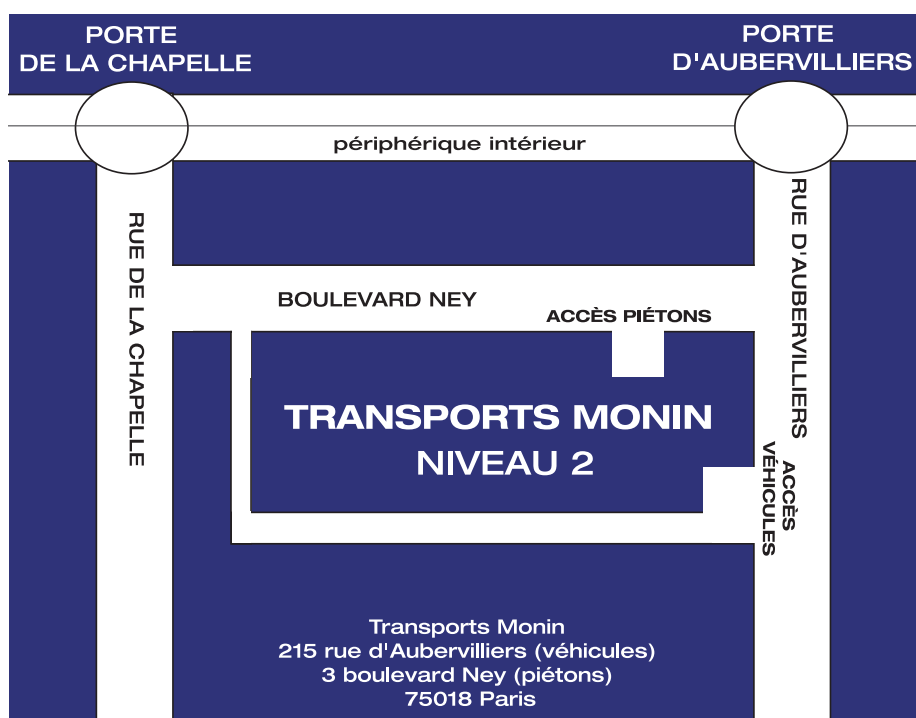 PORTE
DE LA CHAPELLE
PORTE
D'AUBERVILLIERS
périphérique intérieur
RUE DE LA CHAPELLE
RUE D'AUBERVILLIERS
BOULEVARD NEY
ACCÈS PIÉTONS
TRANSPORTS MONIN
NIVEAU 2
ACCÈS
VÉHICULES
Transports Monin
215 rue d'Aubervilliers (véhicules)
3 boulevard Ney (piétons)
75018 Paris